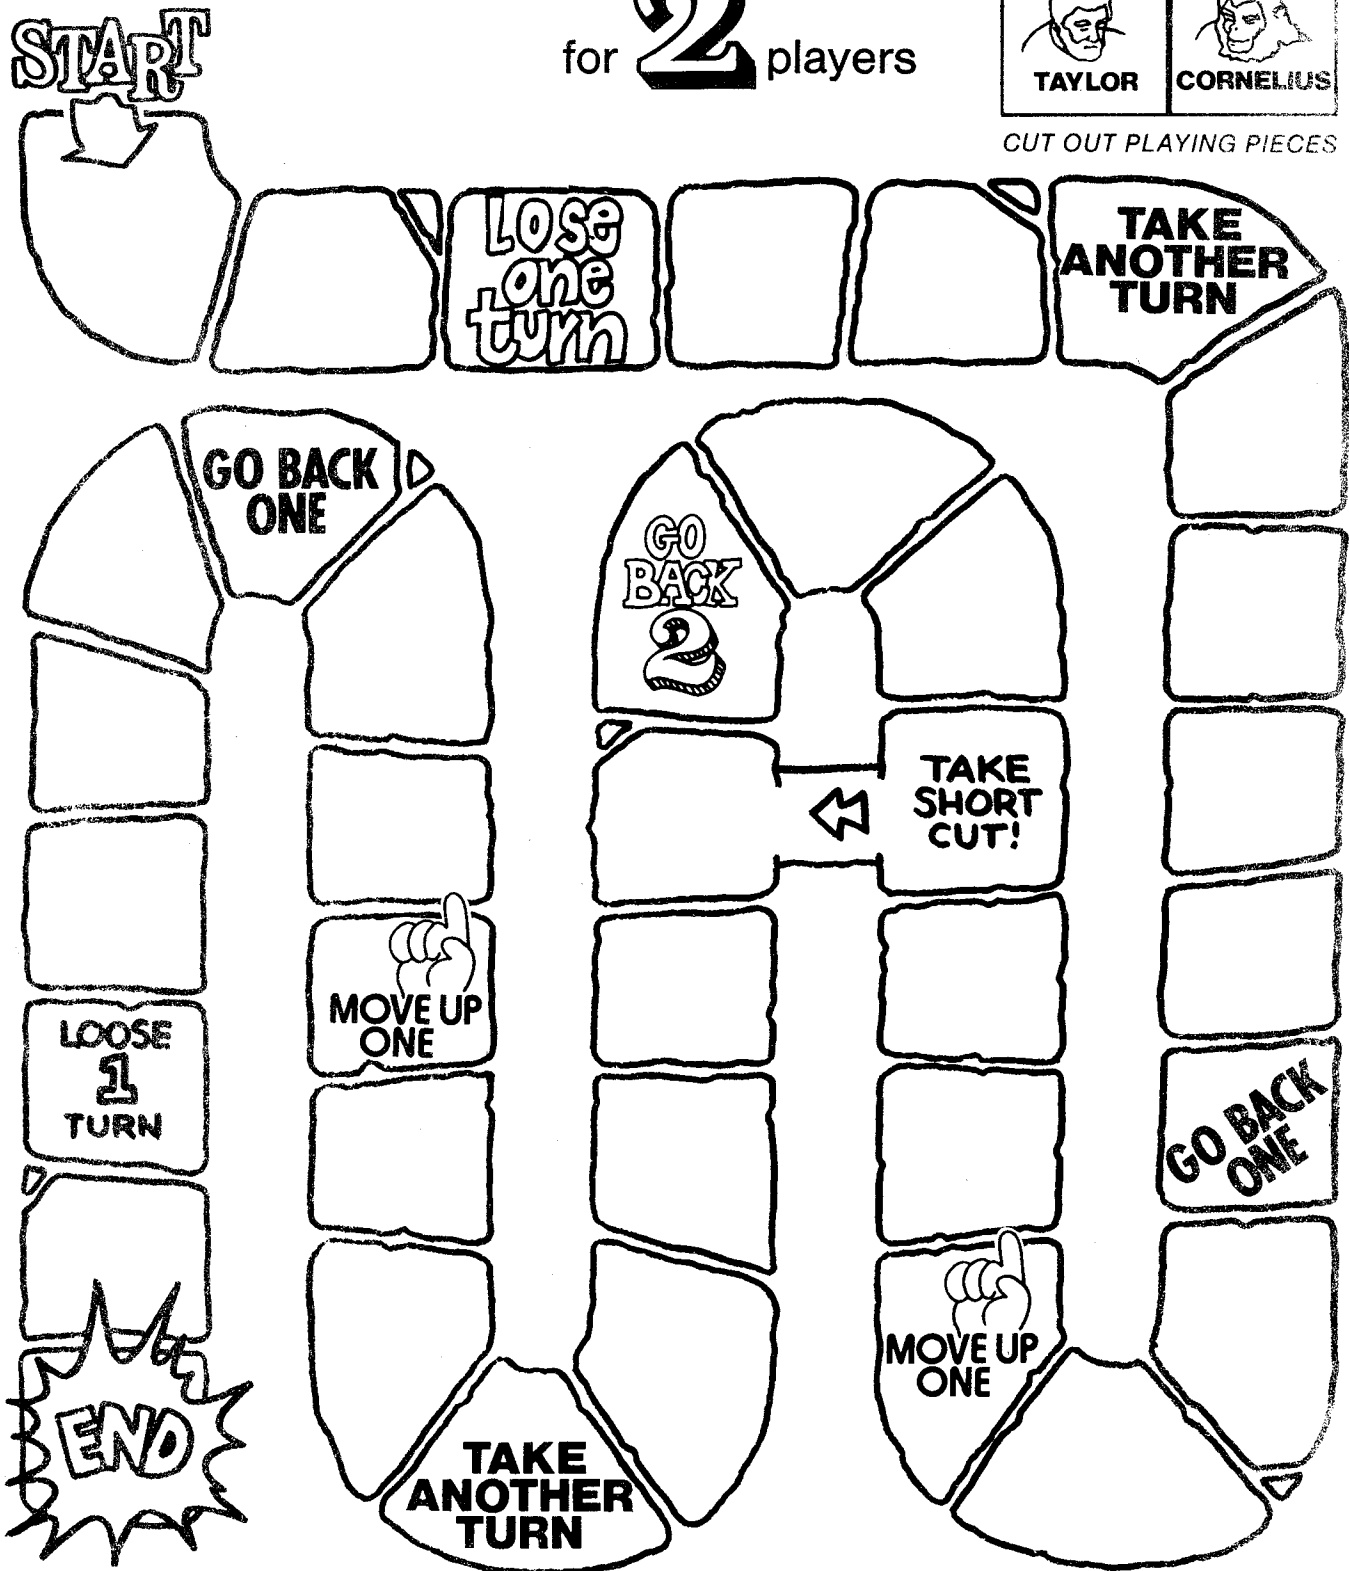 START
for 2 players
TAYLOR
CORNELIUS
CUT OUT PLAYING PIECES
LOSE
one
turn
TAKE
ANOTHER
TURN
GO BACK
ONE
GO
BACK
2
TAKE
SHORT
CUT!
MOVE UP
ONE
LOOSE
1
TURN
GO BACK
ONE
MOVE UP
ONE
END
TAKE
ANOTHER
TURN